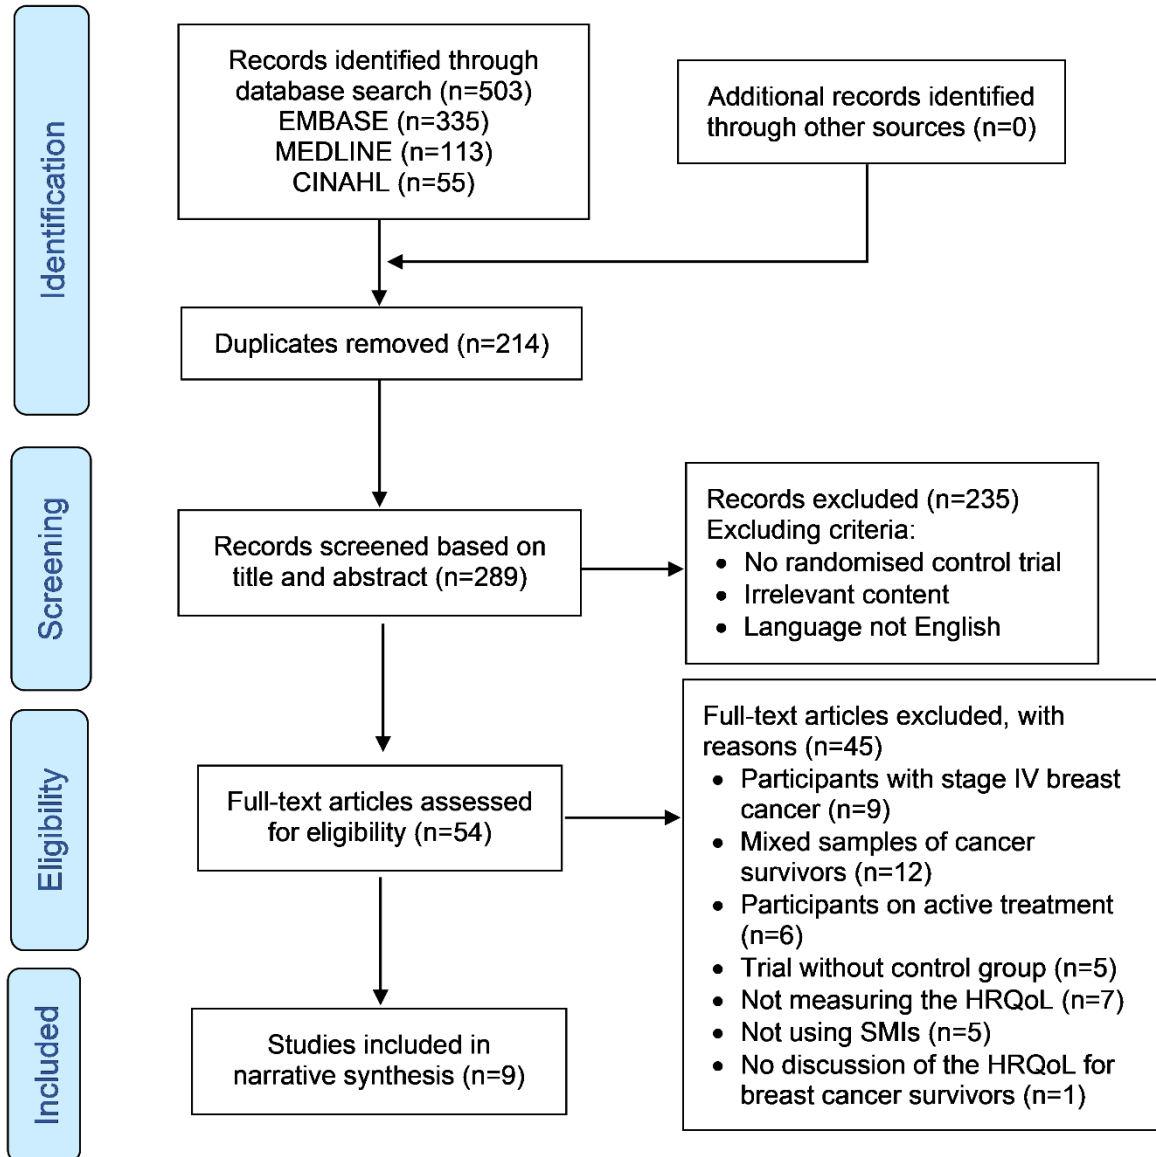 Identification
Records identified through
database search (n=503)
EMBASE (n=335)
MEDLINE (n=113)
CINAHL (n=55)
Additional records identified
through other sources (n=0)
Duplicates removed (n=214)
Screening
Records screened based on
title and abstract (n=289)
Records excluded (n=235)
Excluding criteria:
• No randomised control trial
• Irrelevant content
• Language not English
Eligibility
Full-text articles assessed
for eligibility (n=54)
Full-text articles excluded, with
reasons (n=45)
• Participants with stage IV breast
cancer (n=9)
• Mixed samples of cancer
survivors (n=12)
• Participants on active treatment
(n=6)
• Trial without control group (n=5)
• Not measuring the HRQoL (n=7)
• Not using SMIs (n=5)
• No discussion of the HRQoL for
breast cancer survivors (n=1)
Included
Studies included in
narrative synthesis (n=9)